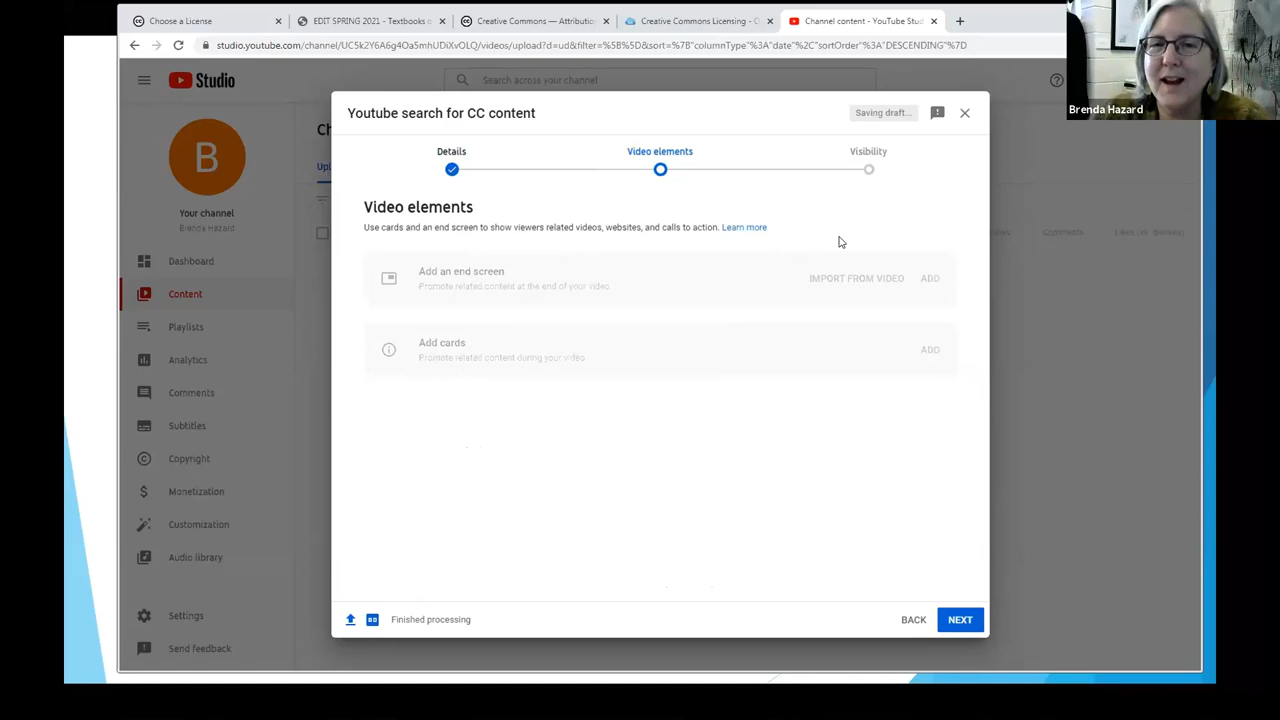 Choose a License
EDIT SPRING 2021 - Textbooks o
Creative Commons — Attributio
Creative Commons Licensing - O
Channel content - YouTube Stud
studio.youtube.com/channel/UC5k2Y6A6g4Oa5mhUDiXvOLQ/videos/upload?d=ud&filter=%5B%5D&sort=%7B"columnType"%3A"date"%2C"sortOrder"%3A"DESCENDING"%7D
Studio
Search across your channel
Brenda Hazard
Youtube search for CC content
Saving draft...
Details
Video elements
Visibility
B
Your channel
Brenda Hazard
Dashboard
Content
Playlists
Analytics
Comments
Subtitles
Copyright
Monetization
Customization
Audio library
Settings
Send feedback
Video elements
Use cards and an end screen to show viewers related videos, websites, and calls to action. Learn more
Add an end screen
Promote related content at the end of your video
IMPORT FROM VIDEO
ADD
Add cards
Promote related content during your video
ADD
Comments
Finished processing
BACK
NEXT